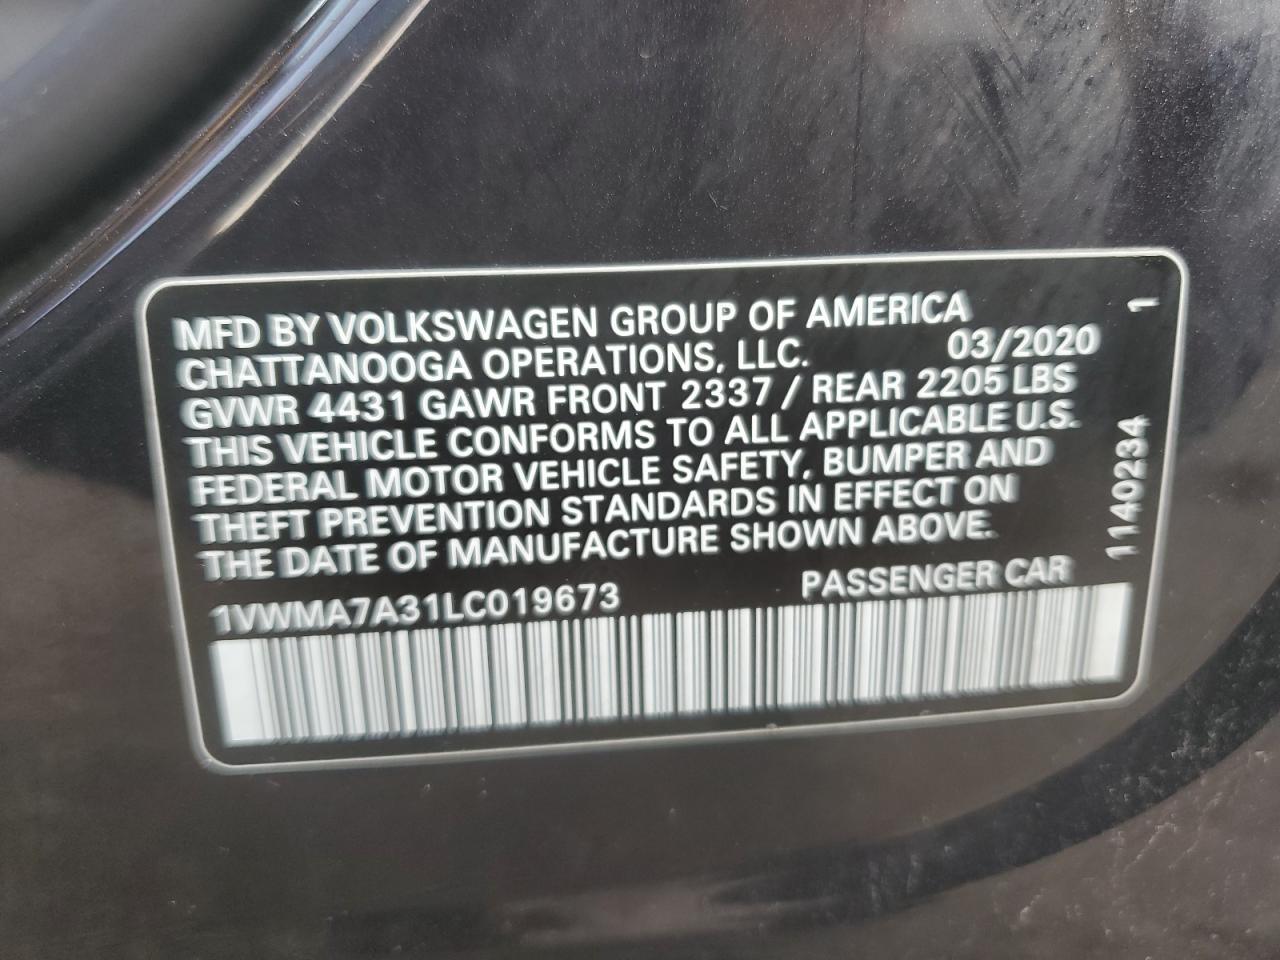 MFD BY VOLKSWAGEN GROUP OF AMERICA
CHATTANOOGA OPERATIONS, LLC. 03/2020
GVWR 4431 GAWR FRONT 2337 / REAR 2205 LBS
THIS VEHICLE CONFORMS TO ALL APPLICABLE U.S.
FEDERAL MOTOR VEHICLE SAFETY, BUMPER AND
THEFT PREVENTION STANDARDS IN EFFECT ON
THE DATE OF MANUFACTURE SHOWN ABOVE.
1VWMA7A31LC019673 PASSENGER CAR
1140234 1